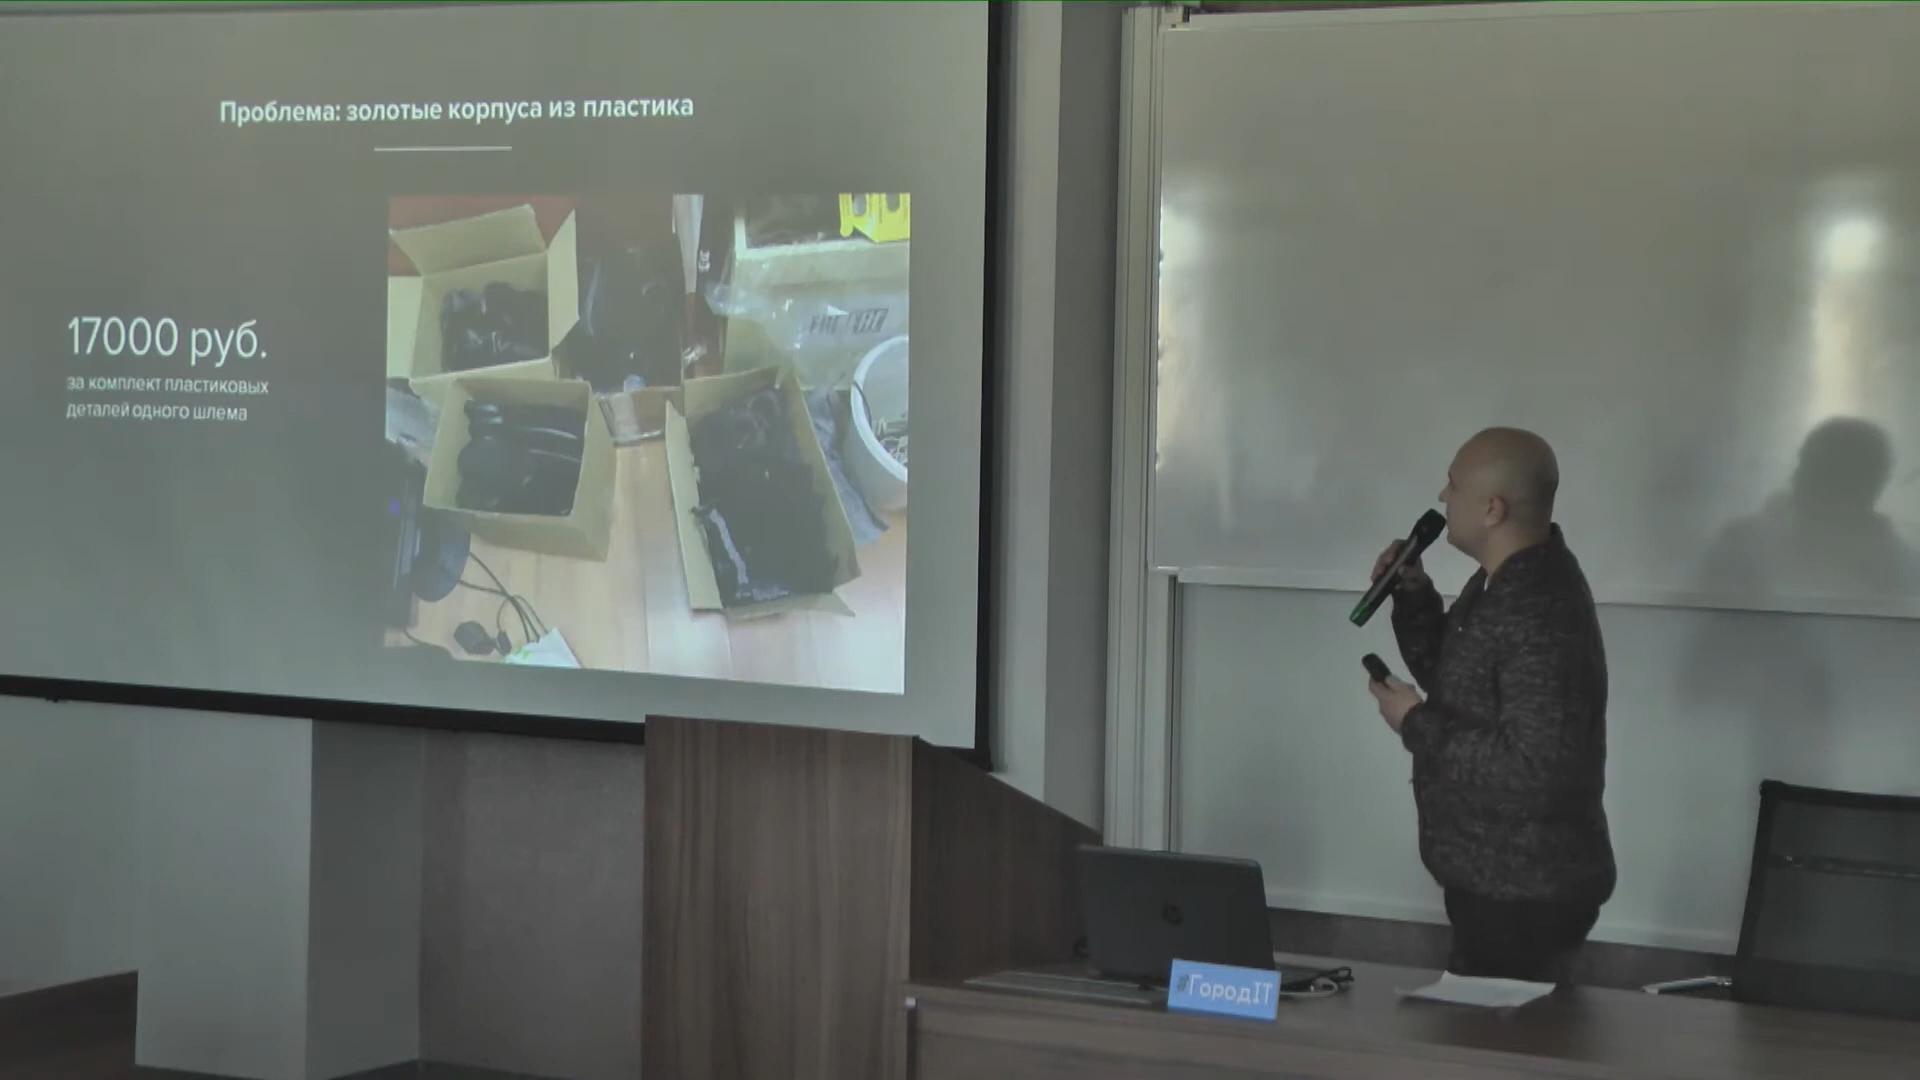 Проблема: золотые корпуса из пластика
17000 руб.
за комплект пластиковых
деталей одного шлема
#ГородIT